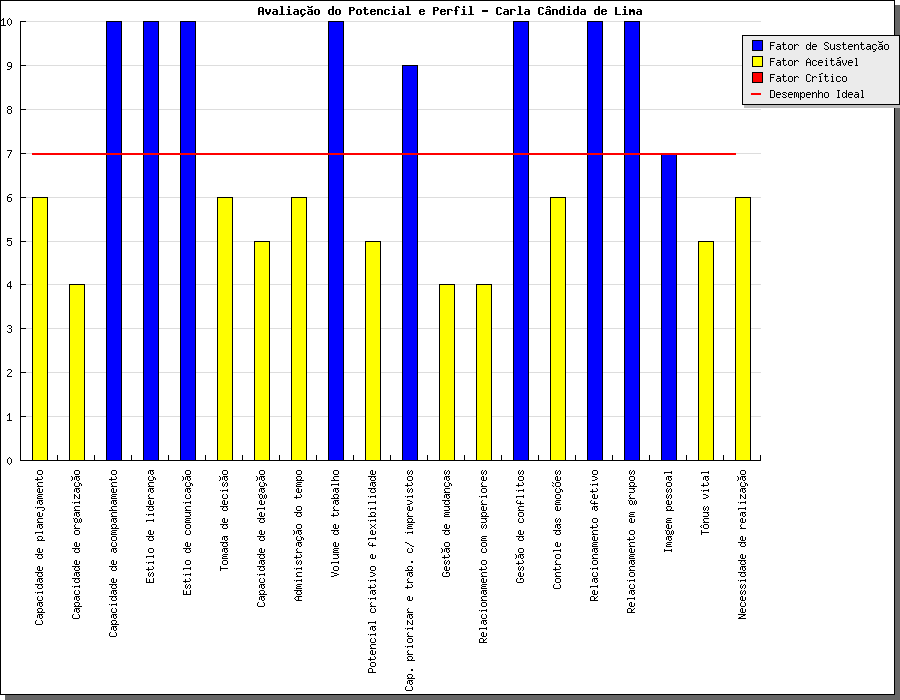 Avaliação do Potencial e Perfil - Carla Cândida de Lima
Fator de Sustentação
Fator Aceitável
Fator Crítico
Desempenho Ideal
10
9
8
7
6
5
4
3
2
1
0
Capacidade de planejamento
Capacidade de organização
Capacidade de acompanhamento
Estilo de liderança
Estilo de comunicação
Tomada de decisão
Capacidade de delegação
Administração do tempo
Volume de trabalho
Potencial criativo e flexibilidade
Cap. priorizar e trab. c/ imprevistos
Gestão de mudanças
Relacionamento com superiores
Gestão de conflitos
Controle das emoções
Relacionamento afetivo
Relacionamento em grupos
Imagem pessoal
Tônus vital
Necessidade de realização